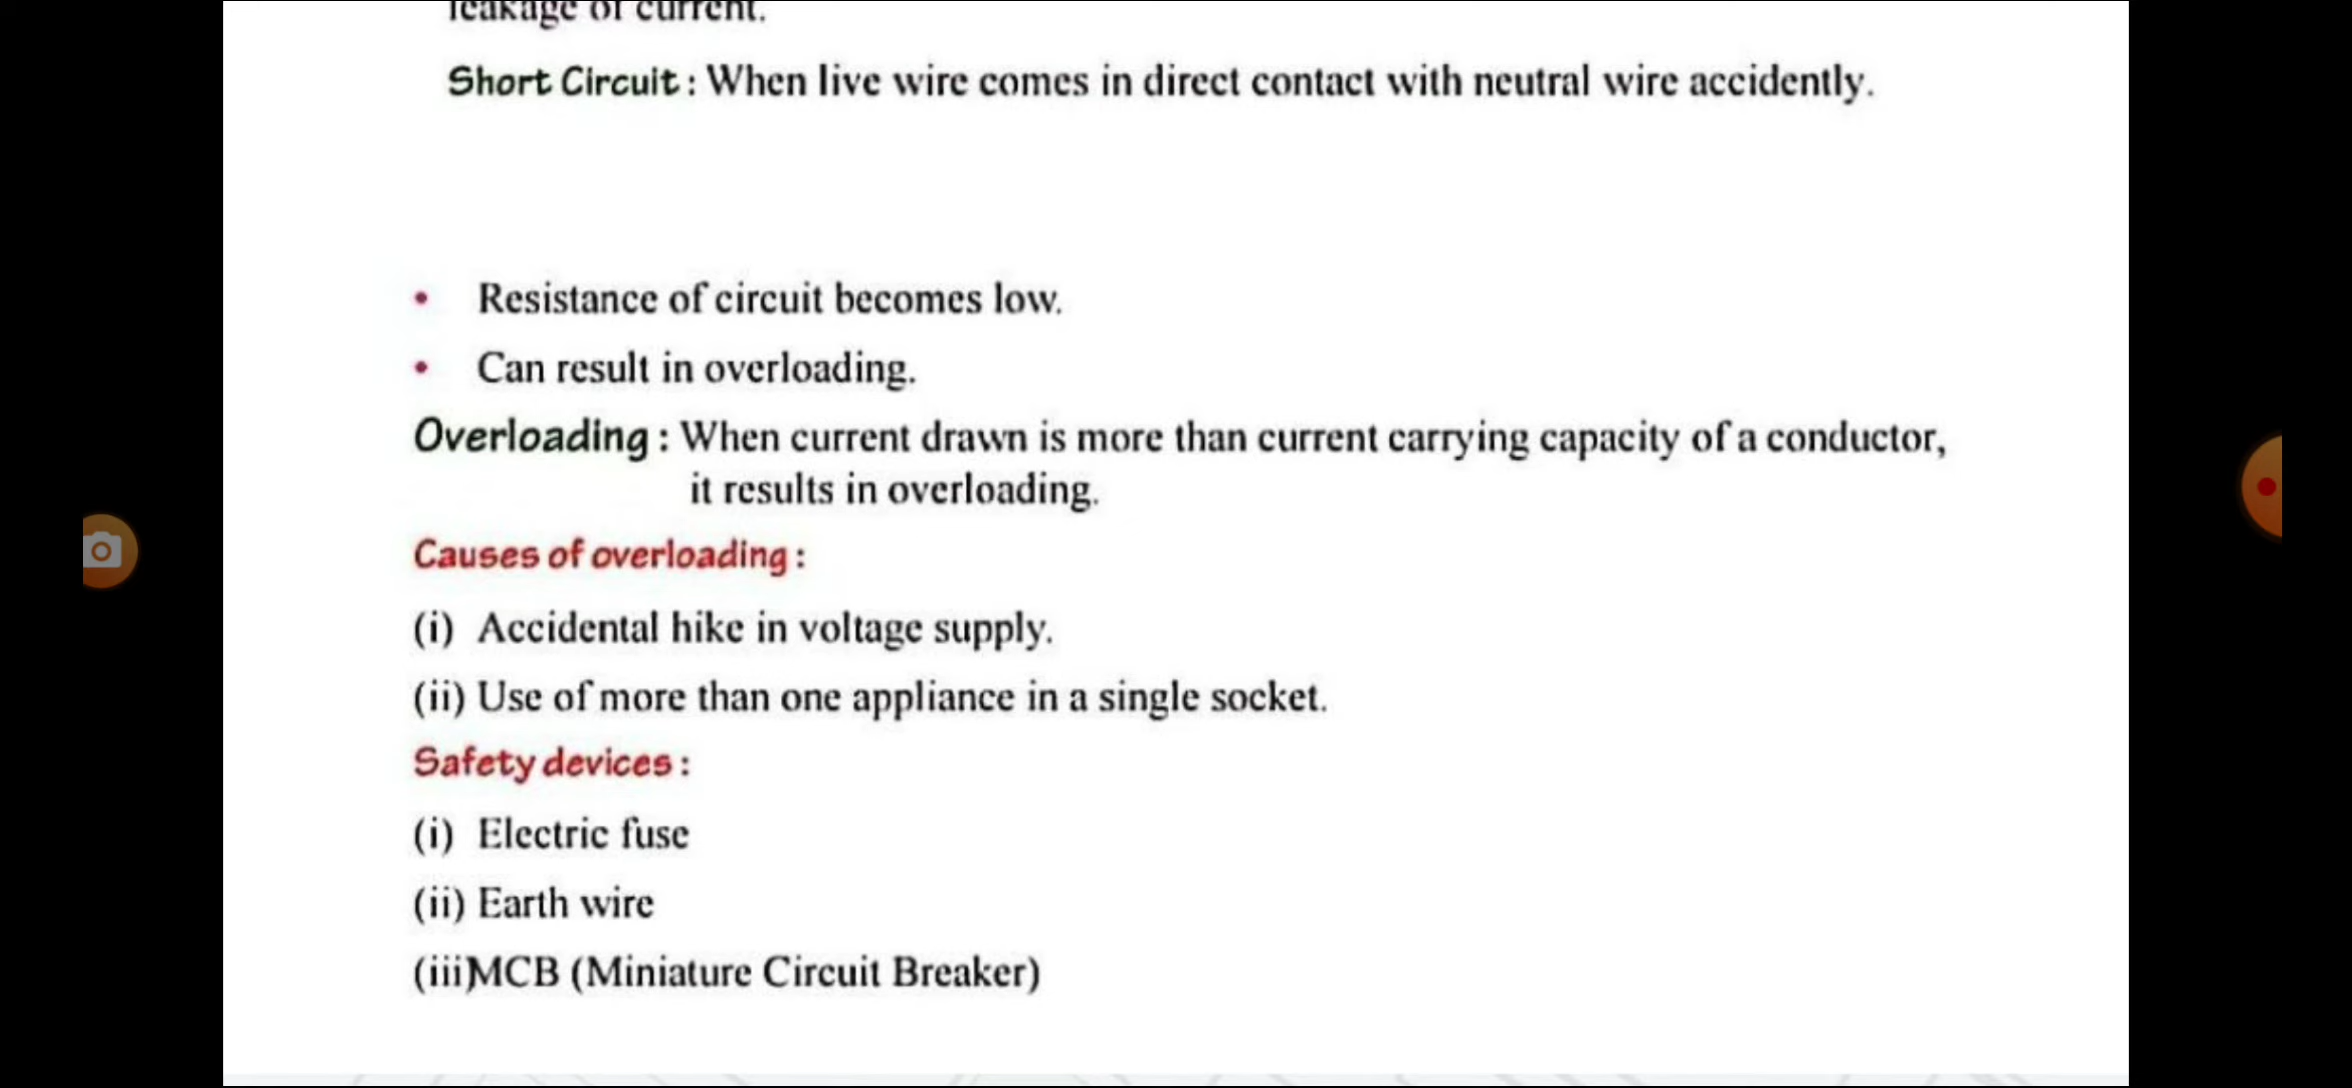 leakage of current.
Short Circuit : When live wire comes in direct contact with neutral wire accidently.
• Resistance of circuit becomes low.
• Can result in overloading.
Overloading : When current drawn is more than current carrying capacity of a conductor,
it results in overloading.
Causes of overloading :
(i) Accidental hike in voltage supply.
(ii) Use of more than one appliance in a single socket.
Safety devices :
(i) Electric fuse
(ii) Earth wire
(iii)MCB (Miniature Circuit Breaker)